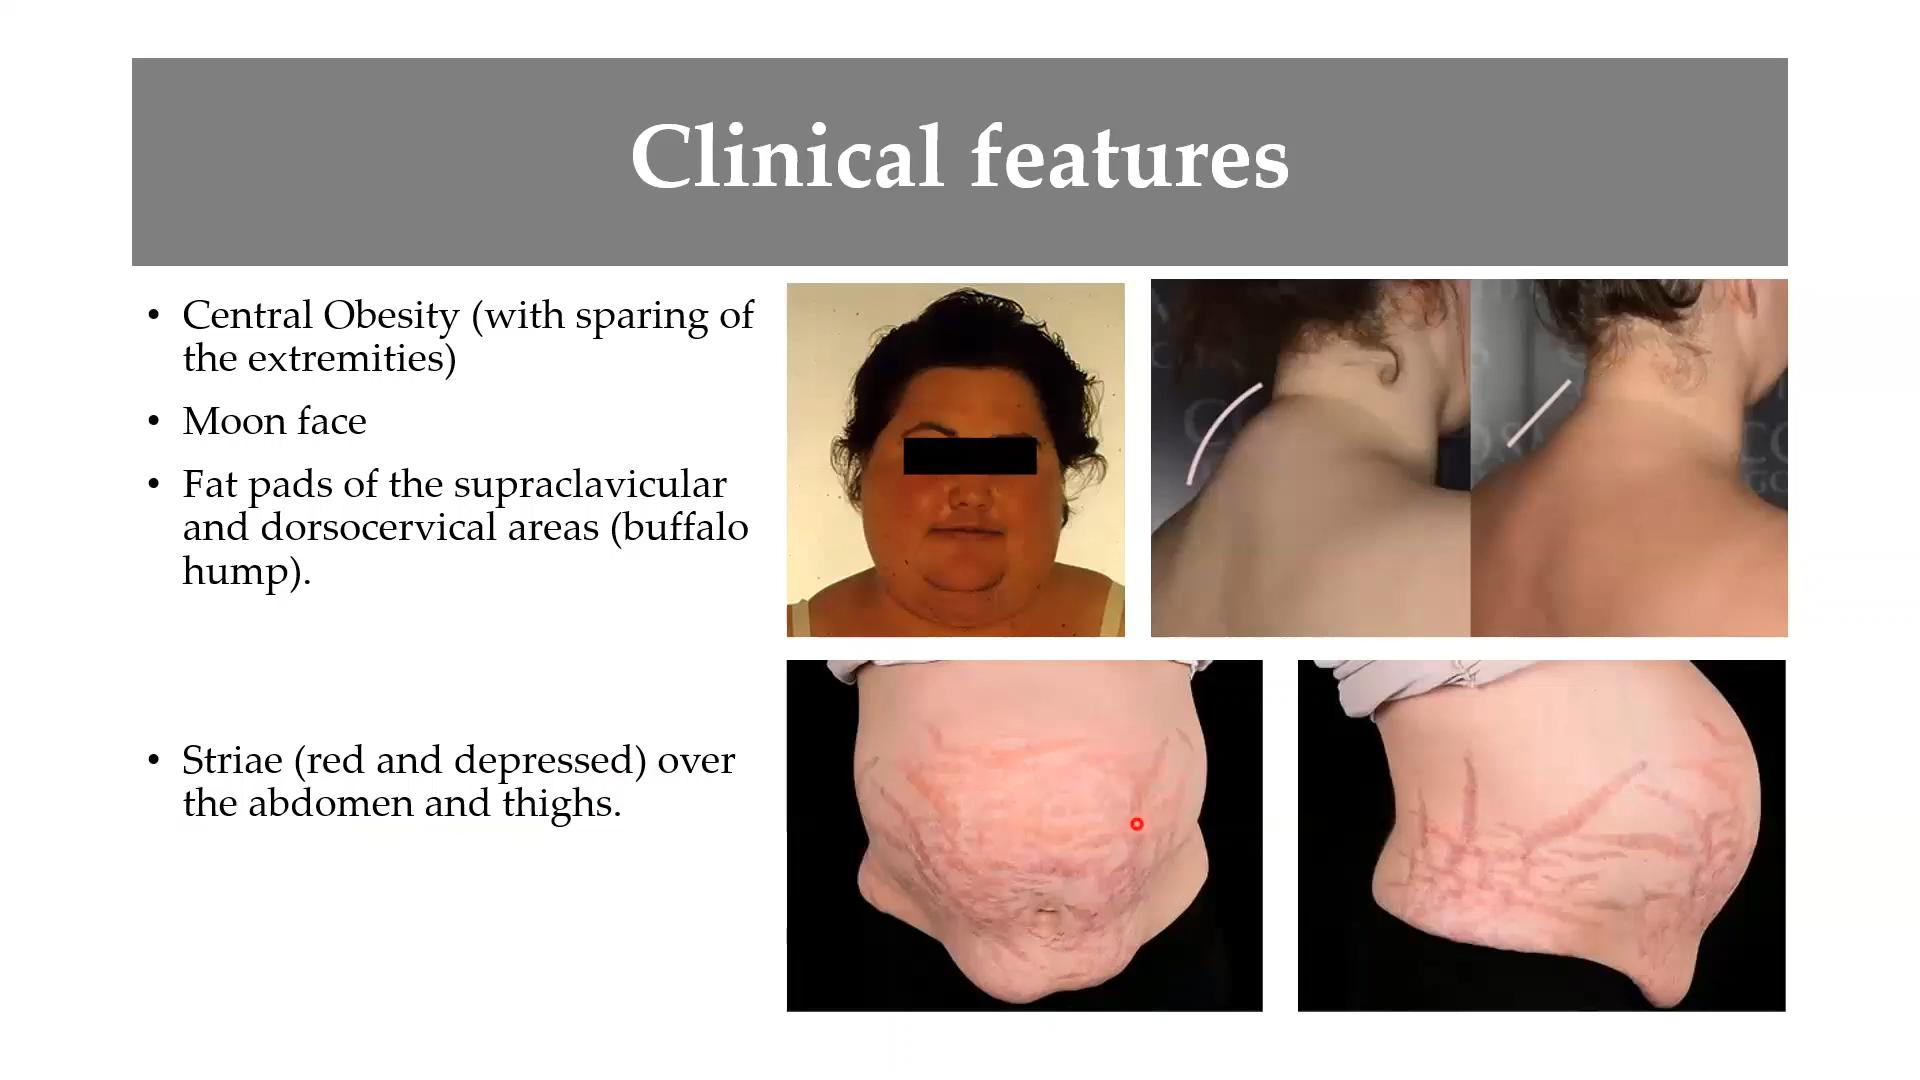 Clinical features
• Central Obesity (with sparing of
the extremities)
• Moon face
• Fat pads of the supraclavicular
and dorsocervical areas (buffalo
hump).
• Striae (red and depressed) over
the abdomen and thighs.